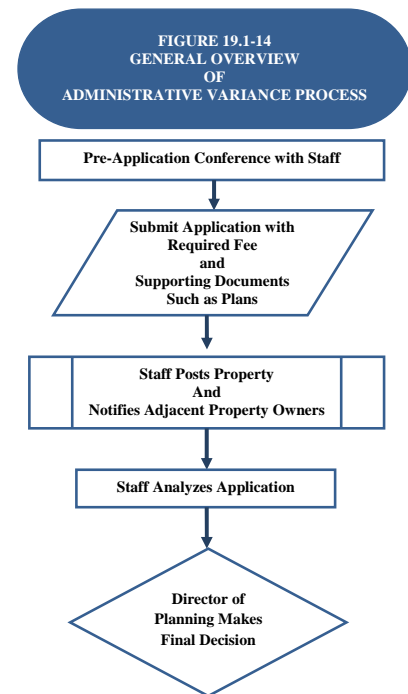 FIGURE 19.1-14
GENERAL OVERVIEW
OF
ADMINISTRATIVE VARIANCE PROCESS
Pre-Application Conference with Staff
Submit Application with
Required Fee
and
Supporting Documents
Such as Plans
Staff Posts Property
And
Notifies Adjacent Property Owners
Staff Analyzes Application
Director of
Planning Makes
Final Decision